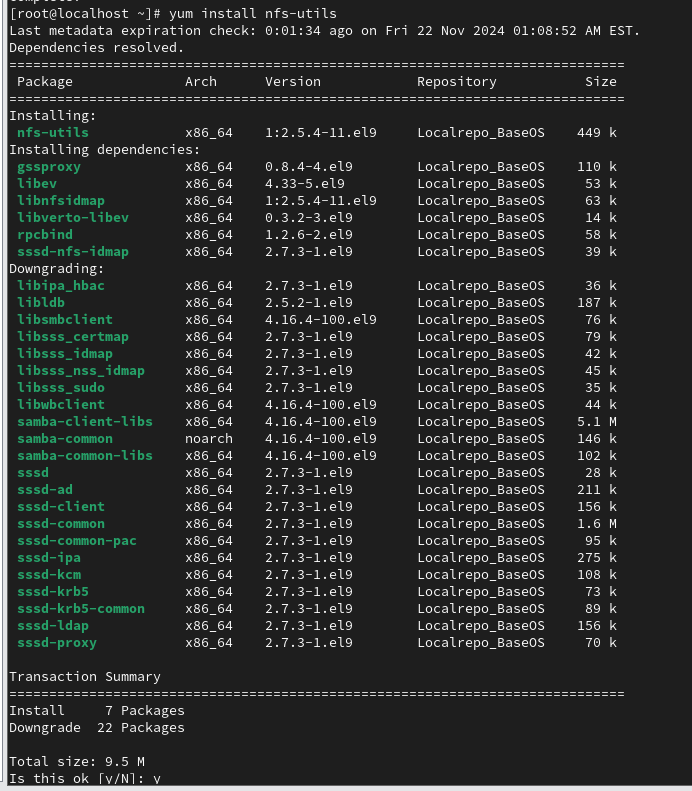 [root@localhost ~]# yum install nfs-utils
Last metadata expiration check: 0:01:34 ago on Fri 22 Nov 2024 01:08:52 AM EST.
Dependencies resolved.
=============================================================================
 Package              Arch      Version            Repository           Size
=============================================================================
Installing:
 nfs-utils            x86_64    1:2.5.4-11.el9     Localrepo_BaseOS    449 k
Installing dependencies:
 gssproxy             x86_64    0.8.4-4.el9        Localrepo_BaseOS    110 k
 libev                x86_64    4.33-5.el9         Localrepo_BaseOS     53 k
 libnfsidmap          x86_64    1:2.5.4-11.el9     Localrepo_BaseOS     63 k
 libverto-libev       x86_64    0.3.2-3.el9        Localrepo_BaseOS     14 k
 rpcbind              x86_64    1.2.6-2.el9        Localrepo_BaseOS     58 k
 sssd-nfs-idmap       x86_64    2.7.3-1.el9        Localrepo_BaseOS     39 k
Downgrading:
 libipa_hbac          x86_64    2.7.3-1.el9        Localrepo_BaseOS     36 k
 libldb               x86_64    2.5.2-1.el9        Localrepo_BaseOS    187 k
 libsmbclient         x86_64    4.16.4-100.el9     Localrepo_BaseOS     76 k
 libsss_certmap       x86_64    2.7.3-1.el9        Localrepo_BaseOS     79 k
 libsss_idmap         x86_64    2.7.3-1.el9        Localrepo_BaseOS     42 k
 libsss_nss_idmap     x86_64    2.7.3-1.el9        Localrepo_BaseOS     45 k
 libsss_sudo          x86_64    2.7.3-1.el9        Localrepo_BaseOS     35 k
 libwbclient          x86_64    4.16.4-100.el9     Localrepo_BaseOS     44 k
 samba-client-libs    x86_64    4.16.4-100.el9     Localrepo_BaseOS    5.1 M
 samba-common         noarch    4.16.4-100.el9     Localrepo_BaseOS    146 k
 samba-common-libs    x86_64    4.16.4-100.el9     Localrepo_BaseOS    102 k
 sssd                 x86_64    2.7.3-1.el9        Localrepo_BaseOS     28 k
 sssd-ad              x86_64    2.7.3-1.el9        Localrepo_BaseOS    211 k
 sssd-client          x86_64    2.7.3-1.el9        Localrepo_BaseOS    156 k
 sssd-common          x86_64    2.7.3-1.el9        Localrepo_BaseOS    1.6 M
 sssd-common-pac      x86_64    2.7.3-1.el9        Localrepo_BaseOS     95 k
 sssd-ipa             x86_64    2.7.3-1.el9        Localrepo_BaseOS    275 k
 sssd-kcm             x86_64    2.7.3-1.el9        Localrepo_BaseOS    108 k
 sssd-krb5            x86_64    2.7.3-1.el9        Localrepo_BaseOS     73 k
 sssd-krb5-common     x86_64    2.7.3-1.el9        Localrepo_BaseOS     89 k
 sssd-ldap            x86_64    2.7.3-1.el9        Localrepo_BaseOS    156 k
 sssd-proxy           x86_64    2.7.3-1.el9        Localrepo_BaseOS     70 k

Transaction Summary
=============================================================================
Install     7 Packages
Downgrade  22 Packages

Total size: 9.5 M
Is this ok [y/N]: y